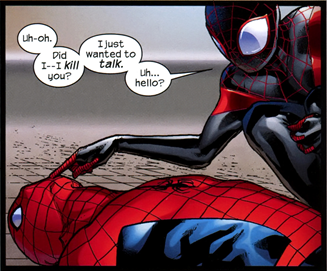 Uh-oh.
Did
I--I kill
you?
I just
wanted to
talk.
Uh...
hello?